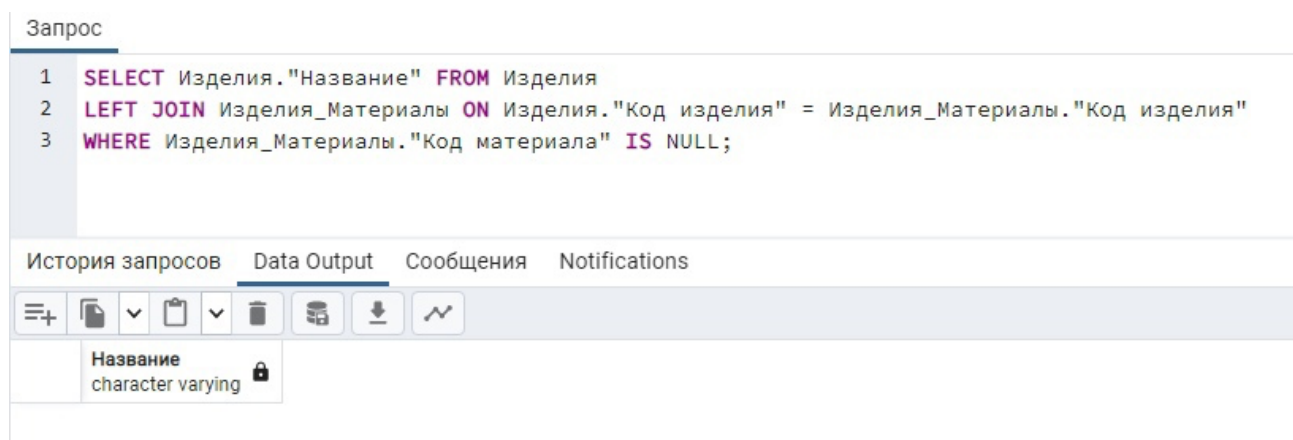 Запрос
1 SELECT Изделия."Название" FROM Изделия
2 LEFT JOIN Изделия_Материалы ON Изделия."Код изделия" = Изделия_Материалы."Код изделия"
3 WHERE Изделия_Материалы."Код материала" IS NULL;
История запросов Data Output Сообщения Notifications
Название
character varying